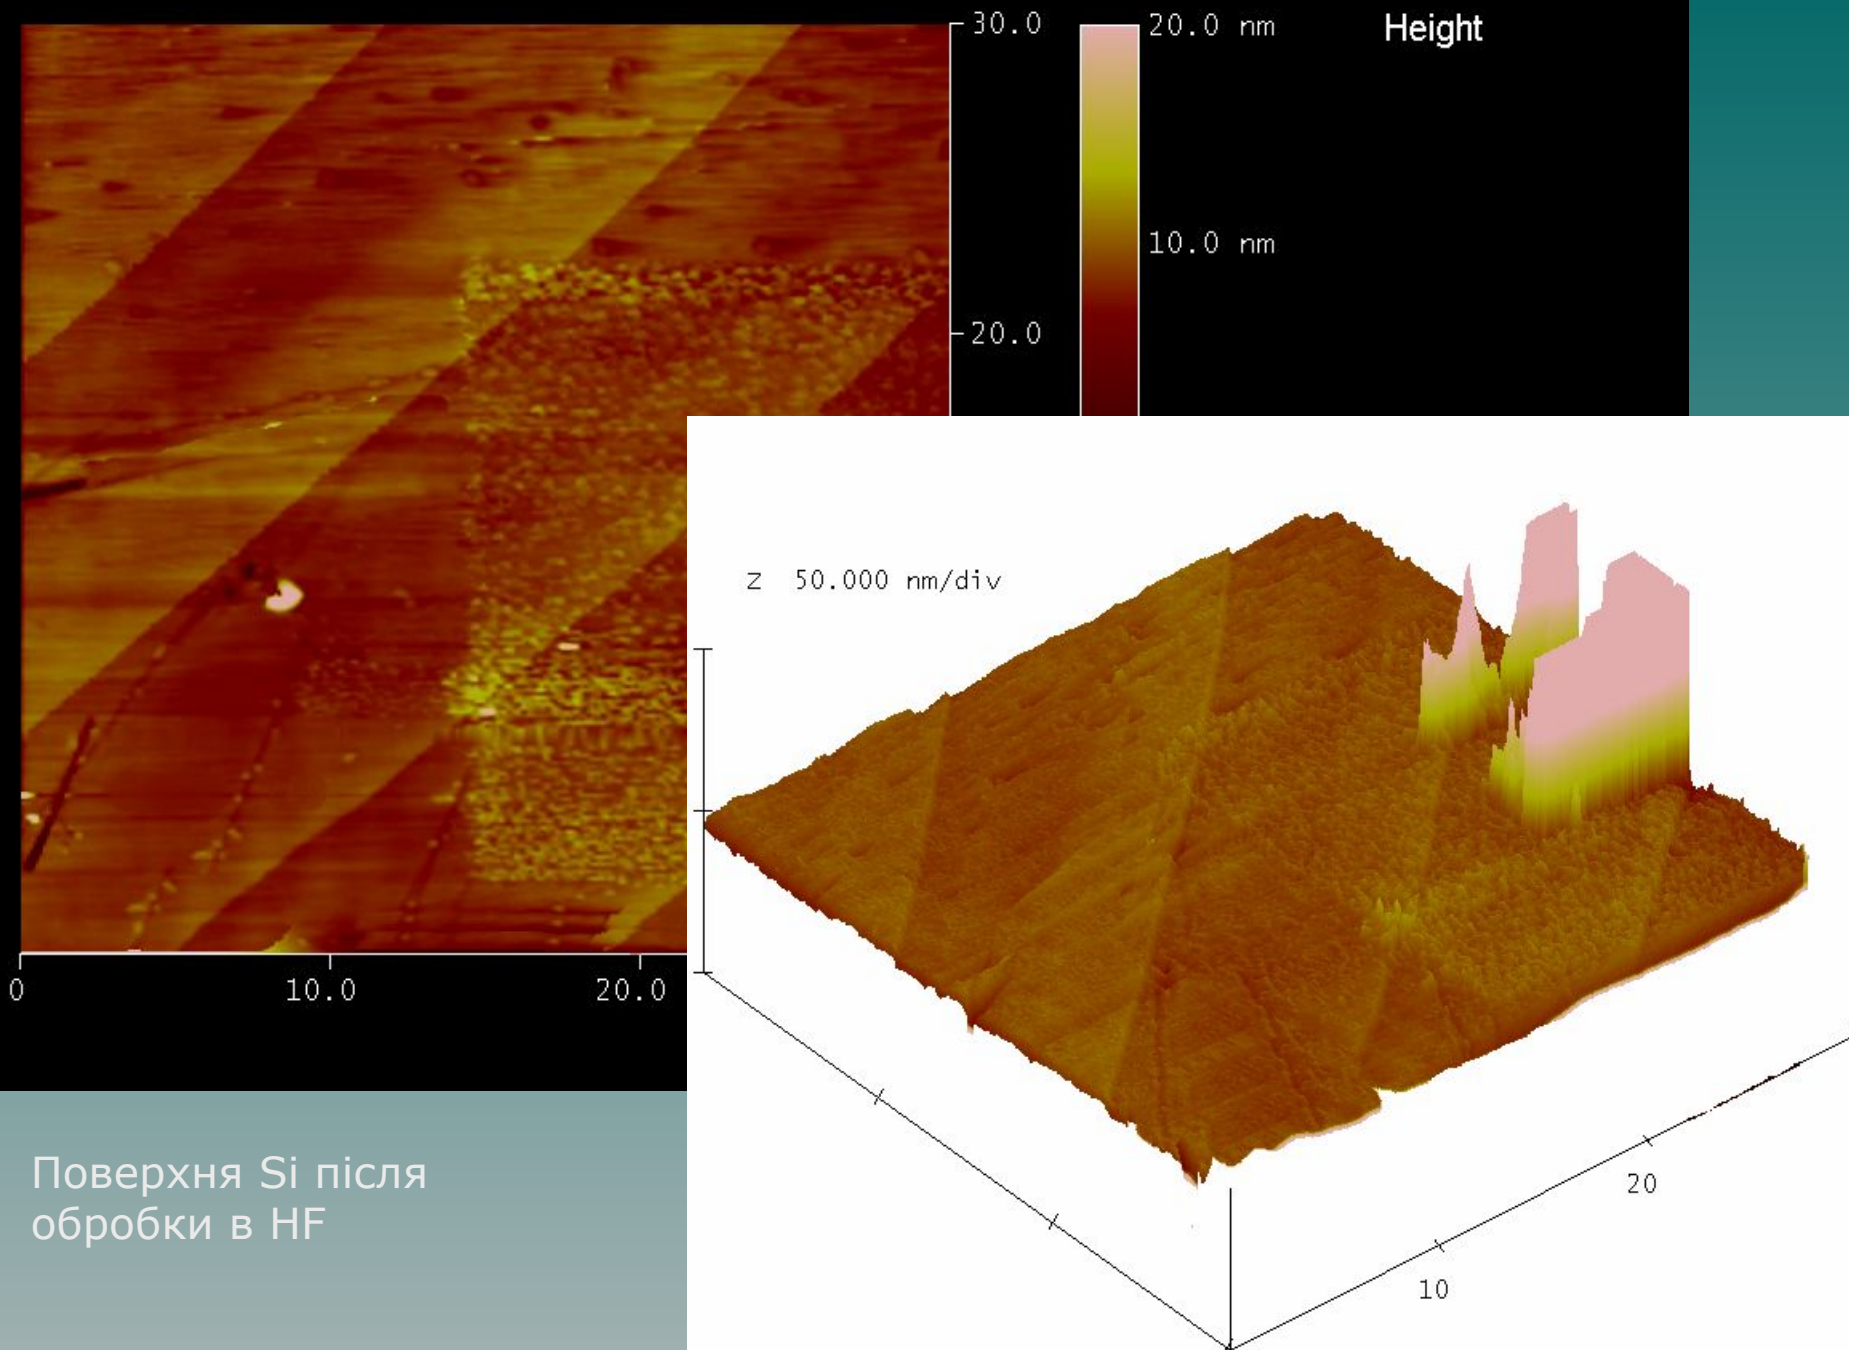 30.0
20.0 nm
Height
10.0 nm
20.0
Z 50.000 nm/div
0
10.0
20.0
20
10
Поверхня Si після
обробки в HF